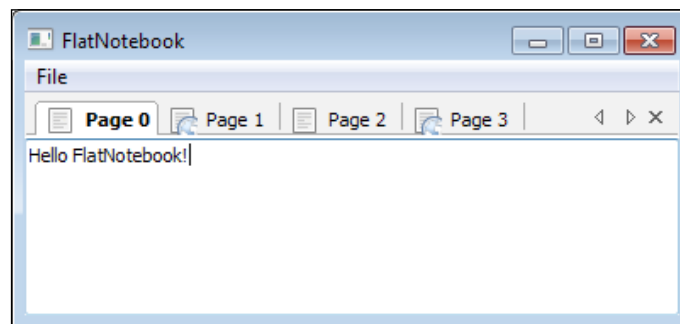 FlatNotebook
File
Page 0 Page 1 Page 2 Page 3
Hello FlatNotebook!